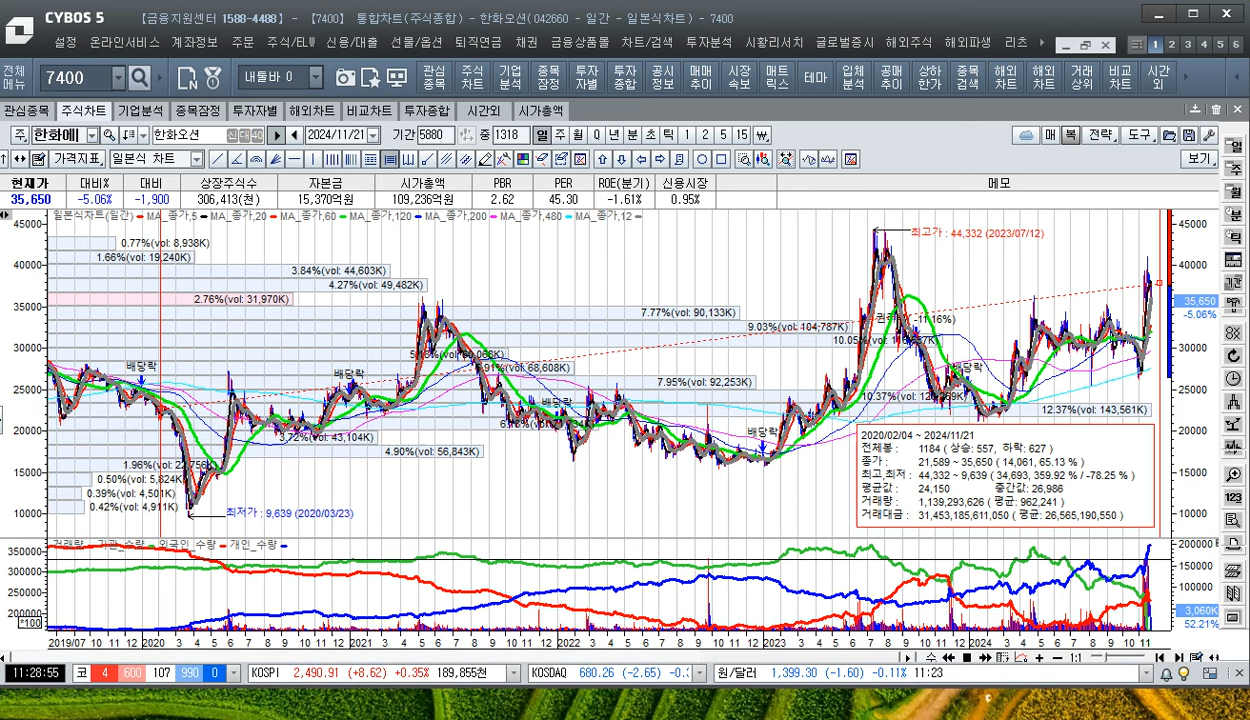 CYBOS 5 【금융지원센터 1588-4488】 - 【7400】 통합차트(주식종합) - 한화오션(042660 - 일간 - 일본식차트) - 7400
설정 온라인서비스 계좌정보 주문 주식/ELW 신용/대출 선물/옵션 퇴직연금 채권 금융상품몰 차트/검색 투자분석 시황리서치 글로벌증시 해외주식 해외파생 리츠 1 2 3 4 5 6
전체메뉴 7400 내툴바 0 관심종목 주식차트 기업분석 종목잠정 투자자별 투자종합 공시정보 매매추이 시장속보 매트릭스 테마 입체분석 공매추이 상하한가 종목검색 해외차트 해외차트 거래상위 비교차트 시간외
관심종목 주식차트 기업분석 종목잠정 투자자별 해외차트 비교차트 투자종합 시간외 시가총액
주 한화에 한화오션 신 대 40 2024/11/21 기간 5880 중 1318 일 주 월 Q 년 분 초 틱 1 2 5 15 매 복 전략 도구
가격지표 일본식 차트 보기
현재가 대비% 대비 상장주식수 자본금 시가총액 PBR PER ROE(분기) 신용시장 메모
35,650 -5.06% -1,900 306,413(천) 15,370억원 109,236억원 2.62 45.30 -1.61% 0.95%
일본식차트(일간) MA_종가,5 MA_종가,20 MA_종가,60 MA_종가,120 MA_종가,200 MA_종가,480 MA_종가,12
45000 45000
최고가 : 44,332 (2023/07/12)
0.77%(vol: 8,938K)
1.66%(vol: 19,240K)
40000 3.84%(vol: 44,603K) 40000
4.27%(vol: 49,482K)
2.76%(vol: 31,970K) 35,650
35000 7.77%(vol: 90,133K) -5.06%
9.03%(vol: 104,787K) -11.16%)
30000 30000
배당락 배당락 배당락
7.95%(vol: 92,253K)
25000 25000
배당락 12.37%(vol: 143,561K)
20000 배당락 20000
3.72%(vol: 43,104K)
4.90%(vol: 56,843K)
15000 15000
0.50%(vol: 5,824K)
0.39%(vol: 4,501K)
0.42%(vol: 4,911K)
10000 최저가 : 9,639 (2020/03/23) 10000
2020/02/04 ~ 2024/11/21
전체봉 : 1184 ( 상승: 557, 하락: 627 )
종가 : 21,589 ~ 35,650 ( 14,061, 65.13 % )
최고,최저 : 44,332 ~ 9,639 ( 34,693, 359.92 % / -78.25 % )
평균값 : 24,150 중간값: 26,986
거래량 : 1,139,293,626 ( 평균: 962,241 )
거래대금 : 31,453,185,611,050 ( 평균: 26,565,190,550 )
거래량 기관_수량 외국인_수량 개인_수량
350000 200000
300000 150000
250000 100000
200000 3,060K
*100 52.21%
2019/07 10 11 12 2020 3 4 5 6 7 8 9 10 11 12 2021 2022 2023 2024 4 6 7 8 9 10 11
1:1
11:28:55 코 4 600 107 990 0 KOSPI 2,490.91 (+8.62) +0.35% 189,855천 KOSDAQ 680.26 (-2.65) 원/달러 1,399.30 (-1.60) -0.11% 11:23